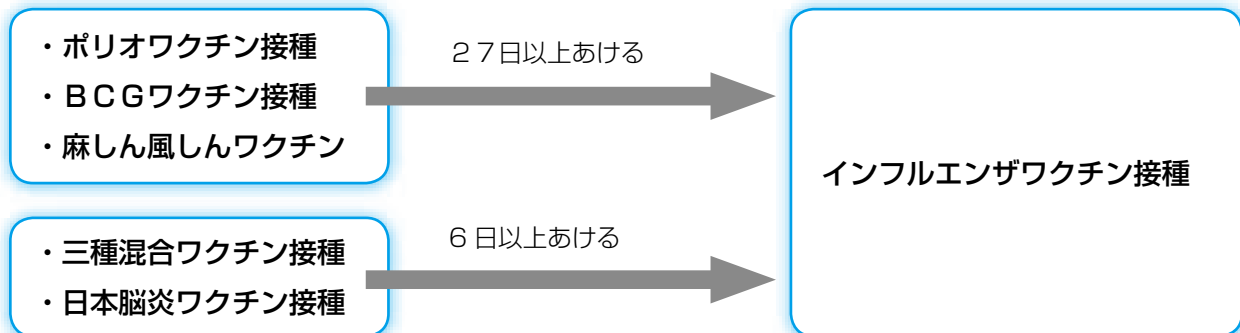 ・ポリオワクチン接種
・ＢＣＧワクチン接種
・麻しん風しんワクチン
２７日以上あける
インフルエンザワクチン接種
・三種混合ワクチン接種
・日本脳炎ワクチン接種
６日以上あける